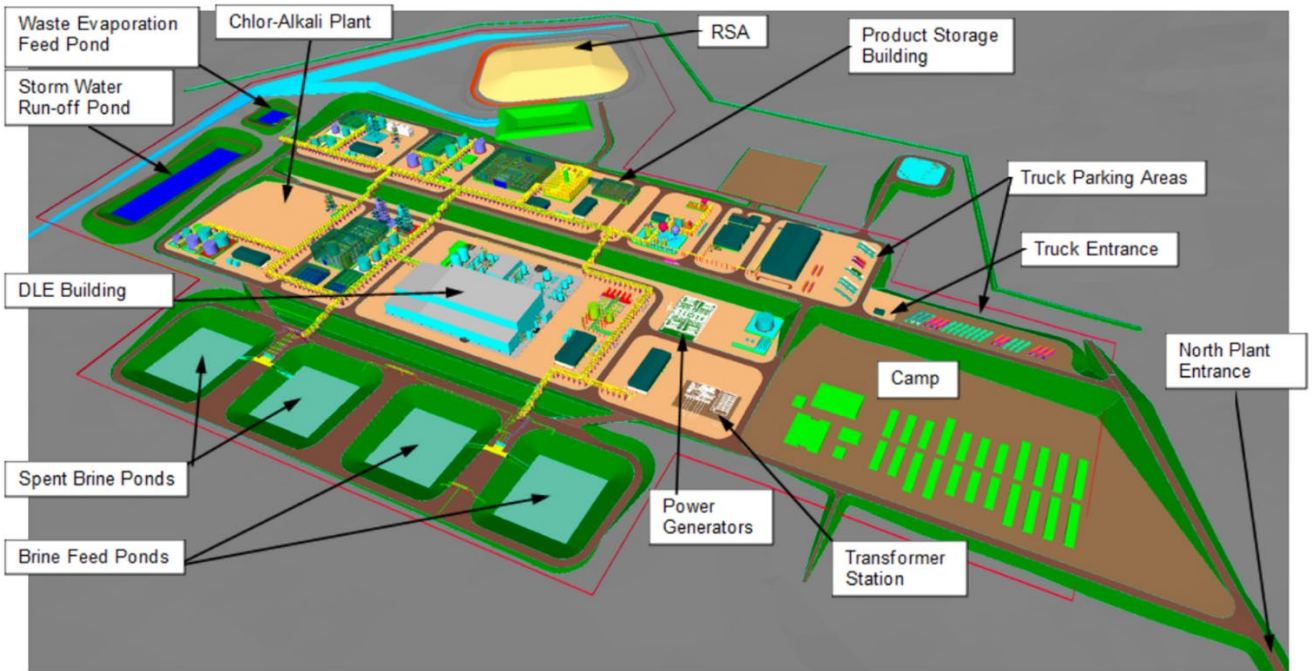 Waste Evaporation
Feed Pond
Chlor-Alkali Plant
RSA
Product Storage
Building
Storm Water
Run-off Pond
Truck Parking Areas
Truck Entrance
DLE Building
North Plant
Entrance
Camp
Spent Brine Ponds
Power
Generators
Brine Feed Ponds
Transformer
Station